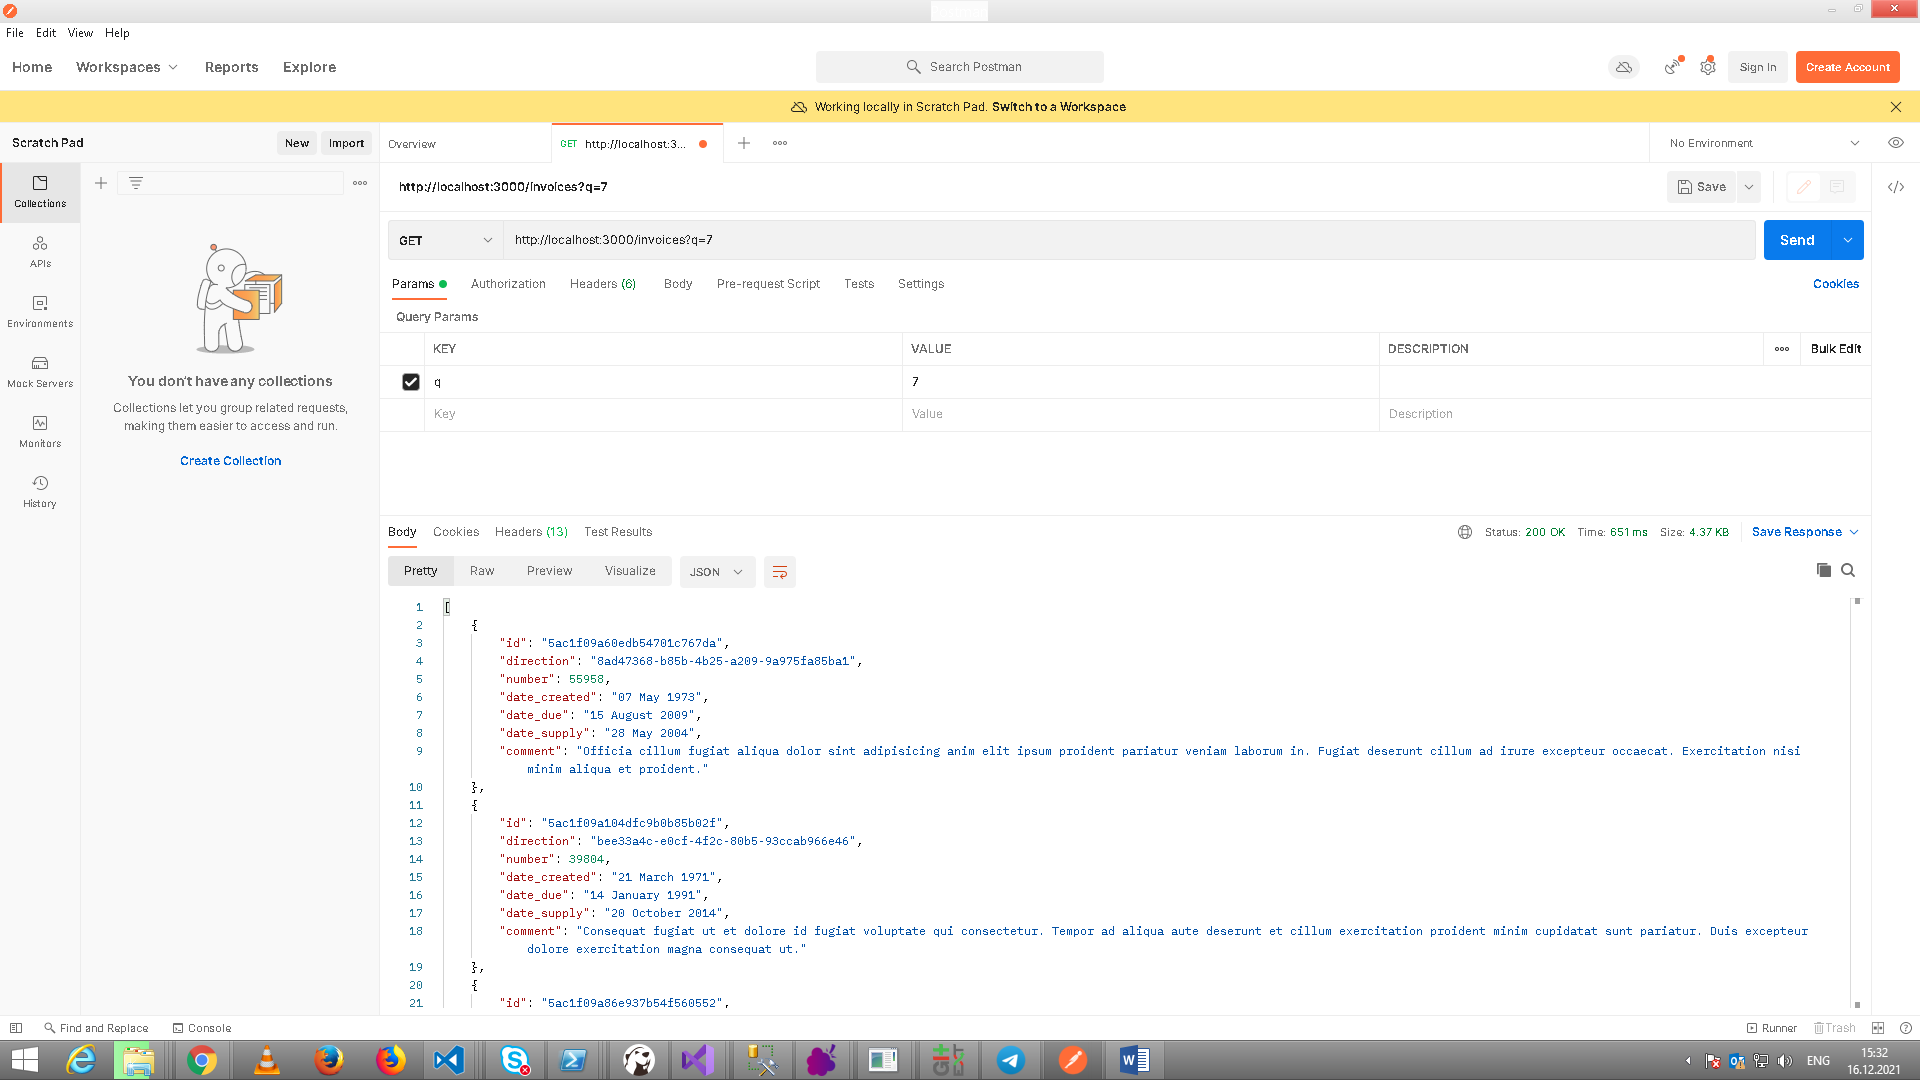 File Edit View Help
Home Workspaces Reports Explore
Search Postman
Sign In
Create Account
Working locally in Scratch Pad. Switch to a Workspace
Scratch Pad
New
Import
Overview
GET http://localhost:3...
No Environment
http://localhost:3000/invoices?q=7
Save
Collections
APIs
Environments
Mock Servers
Monitors
History
You don't have any collections
Collections let you group related requests,
making them easier to access and run.
Create Collection
GET
http://localhost:3000/invoices?q=7
Send
Params Authorization Headers (6) Body Pre-request Script Tests Settings
Cookies
Query Params
KEY VALUE DESCRIPTION
Bulk Edit
q 7
Key Value Description
Body Cookies Headers (13) Test Results
Status: 200 OK Time: 651 ms Size: 4.37 KB
Save Response
Pretty Raw Preview Visualize JSON
1 [
2 {
3 "id": "5ac1f09a60edb54701c767da",
4 "direction": "8ad47368-b85b-4b25-a209-9a975fa85ba1",
5 "number": 55958,
6 "date_created": "07 May 1973",
7 "date_due": "15 August 2009",
8 "date_supply": "28 May 2004",
9 "comment": "Officia cillum fugiat aliqua dolor sint adipisicing anim elit ipsum proident pariatur veniam laborum in. Fugiat deserunt cillum ad irure excepteur occaecat. Exercitation nisi
minim aliqua et proident."
10 },
11 {
12 "id": "5ac1f09a104dfc9b0b85b02f",
13 "direction": "bee33a4c-e0cf-4f2c-80b5-93ccab966e46",
14 "number": 39804,
15 "date_created": "21 March 1971",
16 "date_due": "14 January 1991",
17 "date_supply": "20 October 2014",
18 "comment": "Consequat fugiat ut et dolore id fugiat voluptate qui consectetur. Tempor ad aliqua aute deserunt et cillum exercitation proident minim cupidatat sunt pariatur. Duis excepteur
dolore exercitation magna consequat ut."
19 },
20 {
21 "id": "5ac1f09a86e937b54f560552",
Find and Replace
Console
Runner
Trash
ENG
15:32
16.12.2021